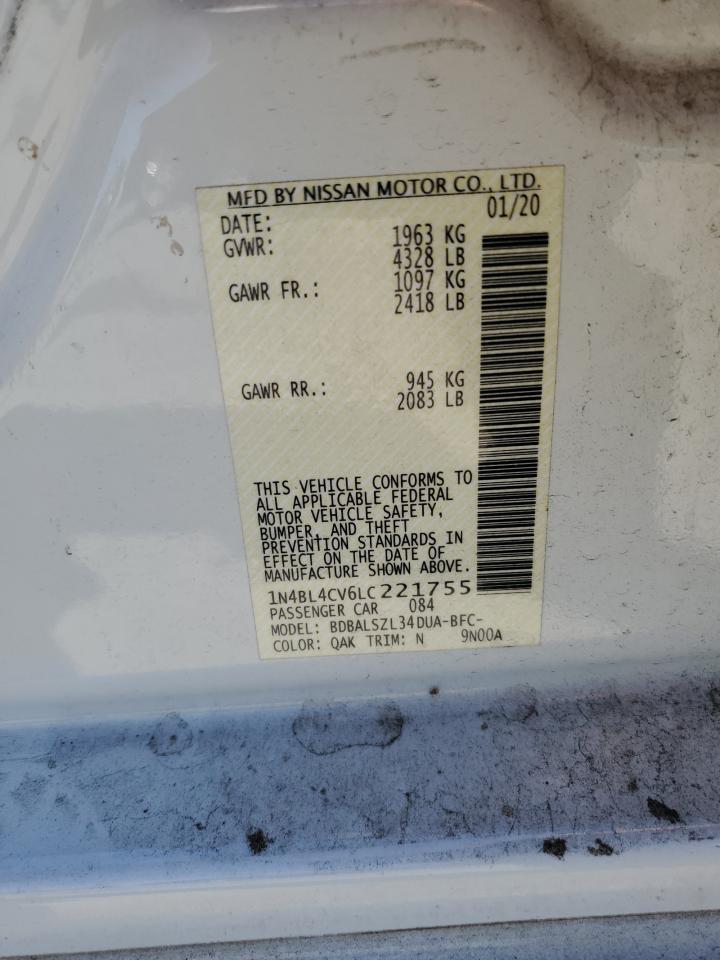 MFD BY NISSAN MOTOR CO., LTD.
DATE: 01/20
GVWR: 1963 KG
4328 LB
GAWR FR.: 1097 KG
2418 LB
GAWR RR.: 945 KG
2083 LB
THIS VEHICLE CONFORMS TO
ALL APPLICABLE FEDERAL
MOTOR VEHICLE SAFETY,
BUMPER, AND THEFT
PREVENTION STANDARDS IN
EFFECT ON THE DATE OF
MANUFACTURE SHOWN ABOVE.
1N4BL4CV6LC221755
PASSENGER CAR 084
MODEL: BDBALSZL34DUA-BFC-
COLOR: QAK TRIM: N 9N00A